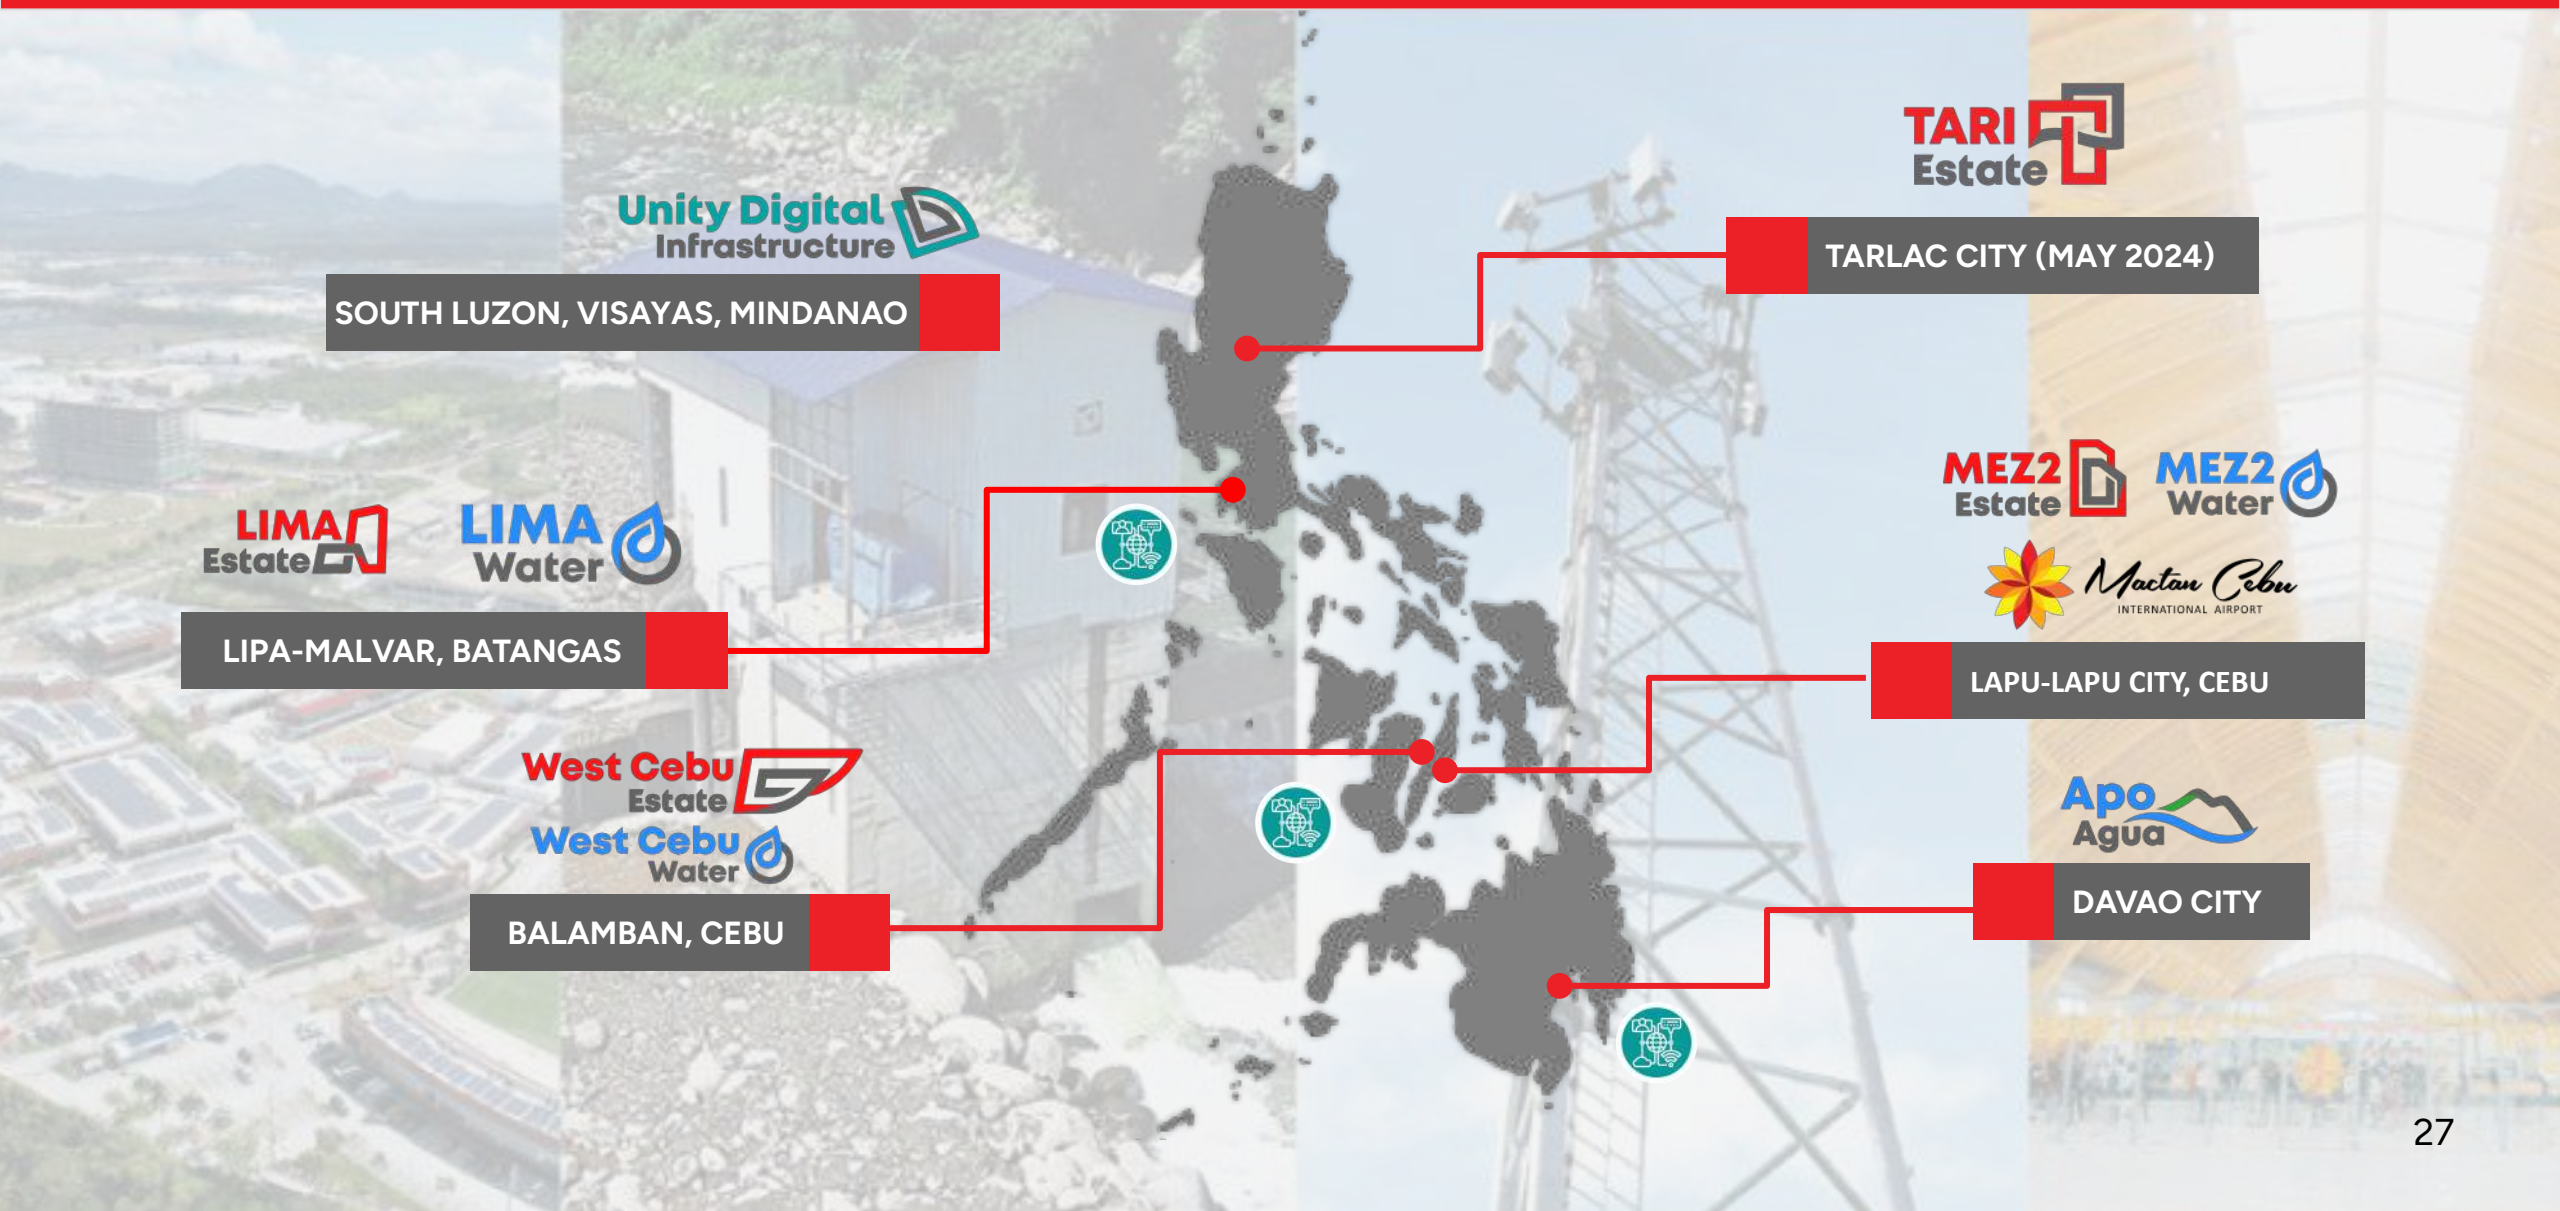 TARI
Estate
TARLAC CITY (MAY 2024)
Unity Digital
Infrastructure
SOUTH LUZON, VISAYAS, MINDANAO
LIMA
Estate
LIMA
Water
LIPA-MALVAR, BATANGAS
MEZ2
Estate
MEZ2
Water
Mactan Cebu
INTERNATIONAL AIRPORT
LAPU-LAPU CITY, CEBU
West Cebu
Estate
West Cebu
Water
BALAMBAN, CEBU
Apo
Agua
DAVAO CITY
27